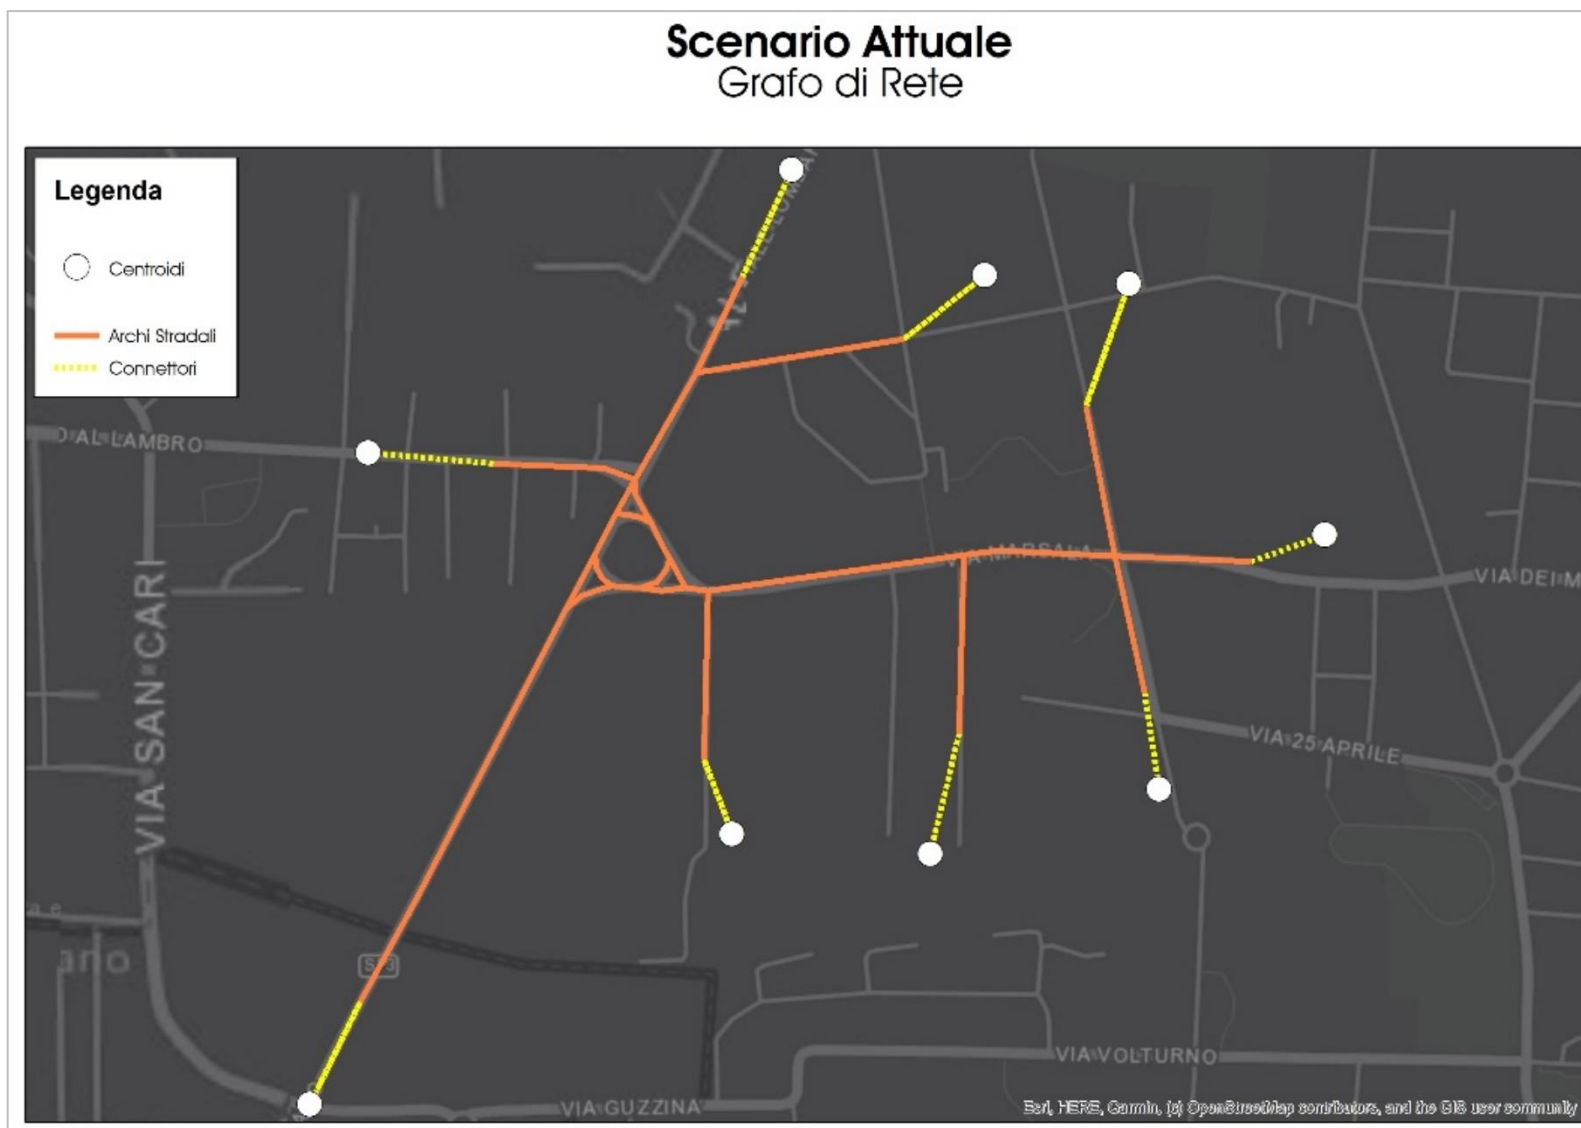 Scenario Attuale
Grafo di Rete
Legenda
Centroidi
Archi Stradali
Connettori
O AL LAMBRO
VIA MARSALA
VIA DEI M
VIA SAN CARI
VIA 25 APRILE
ano
VIA VOLTURNO
VIA GUZZINA
Esri, HERE, Garmin, (c) OpenStreetMap contributors, and the GIS user community